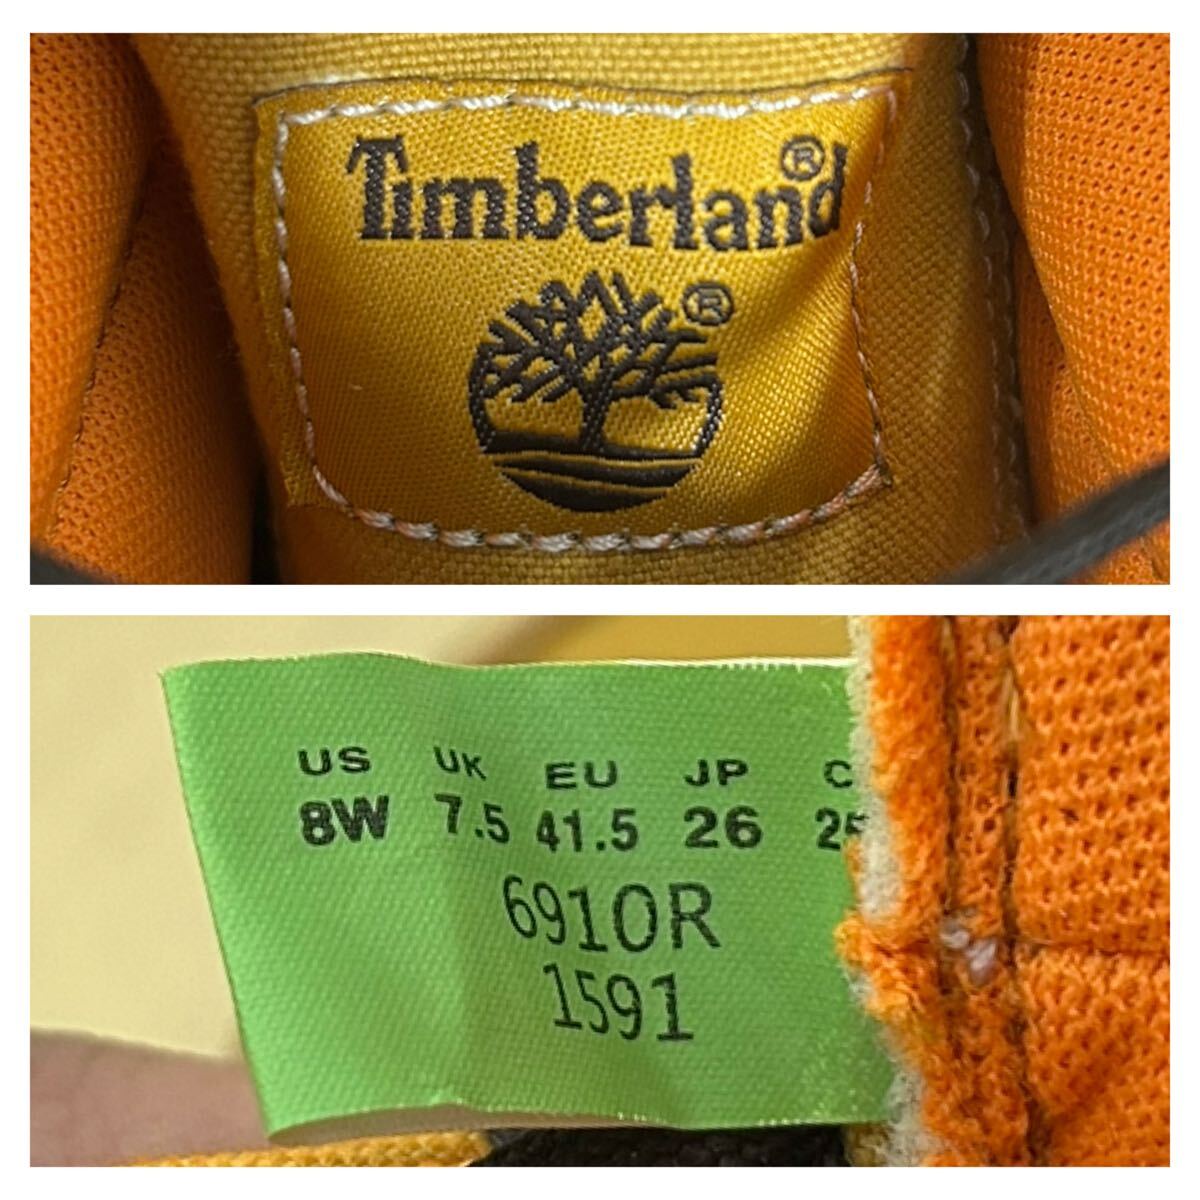 Timberland®
®
US UK EU JP C
8W 7.5 41.5 26
6910R
1591